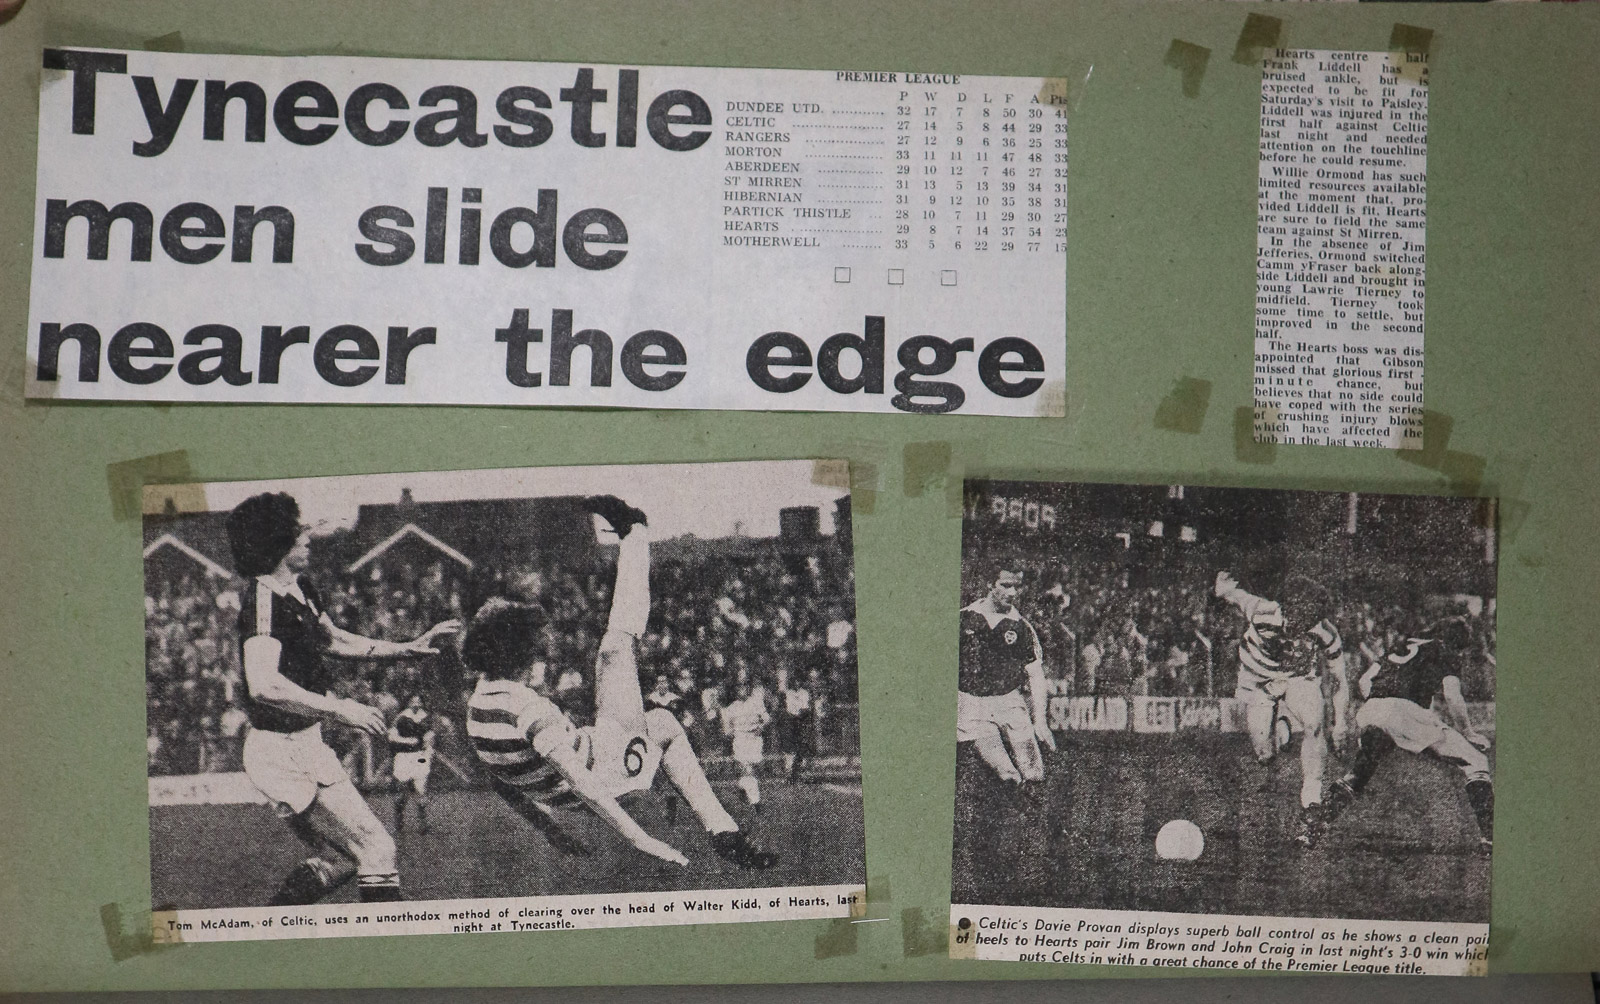 Tynecastle
men slide
nearer the edge
PREMIER LEAGUE
P W D L F A Pts
DUNDEE UTD. ............ 32 17 7 8 50 30 41
CELTIC .................... 27 14 5 8 44 29 33
RANGERS ................. 27 12 9 6 36 25 33
MORTON .................. 33 11 11 11 47 48 33
ABERDEEN ............... 29 10 12 7 46 27 32
ST MIRREN .............. 31 13 5 13 39 34 31
HIBERNIAN .............. 31 9 12 10 35 38 31
PARTICK THISTLE ... 28 10 7 11 29 30 27
HEARTS .................... 29 8 7 14 37 54 23
MOTHERWELL ......... 33 5 6 22 29 77 15
Hearts centre - half
Frank Liddell has a
bruised ankle, but is
expected to be fit for
Saturday's visit to Paisley.
Liddell was injured in the
first half against Celtic
last night and needed
attention on the touchline
before he could resume.
Willie Ormond has such
limited resources available
at the moment that, pro-
vided Liddell is fit, Hearts
are sure to field the same
team against St Mirren.
In the absence of Jim
Jefferies, Ormond switched
Camm yFraser back along-
side Liddell and brought in
young Lawrie Tierney to
midfield. Tierney took
some time to settle, but
improved in the second
half.
The Hearts boss was dis-
appointed that Gibson
missed that glorious first -
minute chance, but
believes that no side could
have coped with the series
of crushing injury blows
which have affected the
club in the last week.
6
Tom McAdam, of Celtic, uses an unorthodox method of clearing over the head of Walter Kidd, of Hearts, last
night at Tynecastle.
SCOTLAND
3
● Celtic's Davie Provan displays superb ball control as he shows a clean pair
of heels to Hearts pair Jim Brown and John Craig in last night's 3-0 win which
puts Celts in with a great chance of the Premier League title.